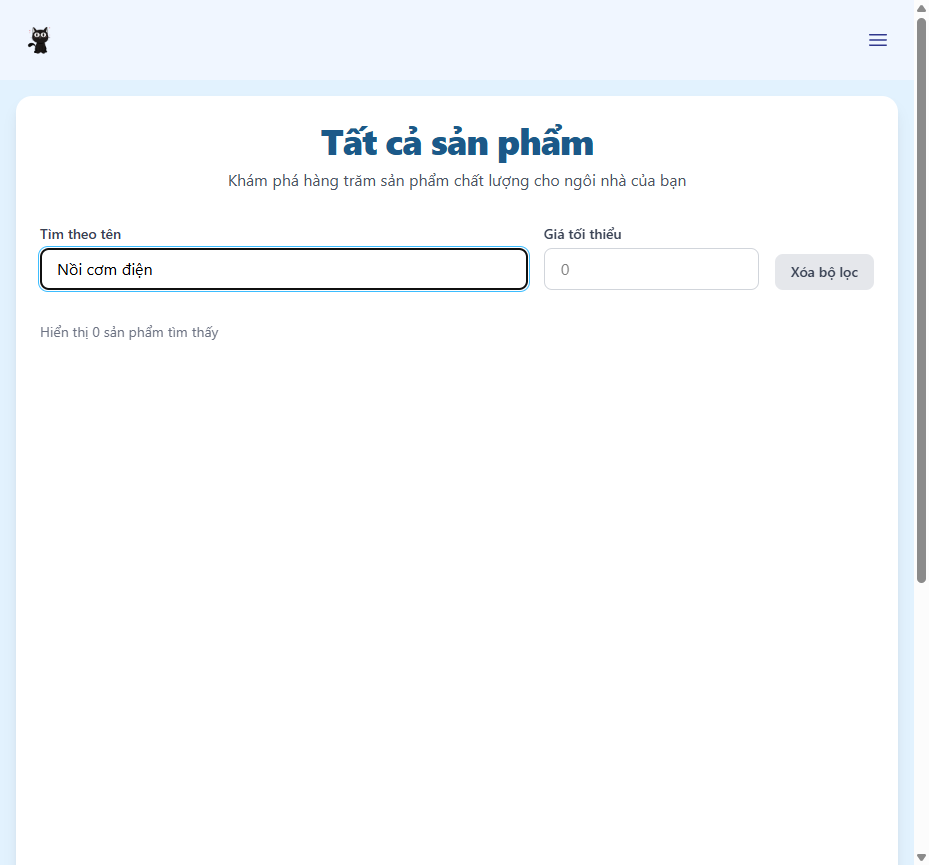 Tất cả sản phẩm
Khám phá hàng trăm sản phẩm chất lượng cho ngôi nhà của bạn
Tìm theo tên
Giá tối thiểu
Nồi cơm điện
0
Xóa bộ lọc
Hiển thị 0 sản phẩm tìm thấy